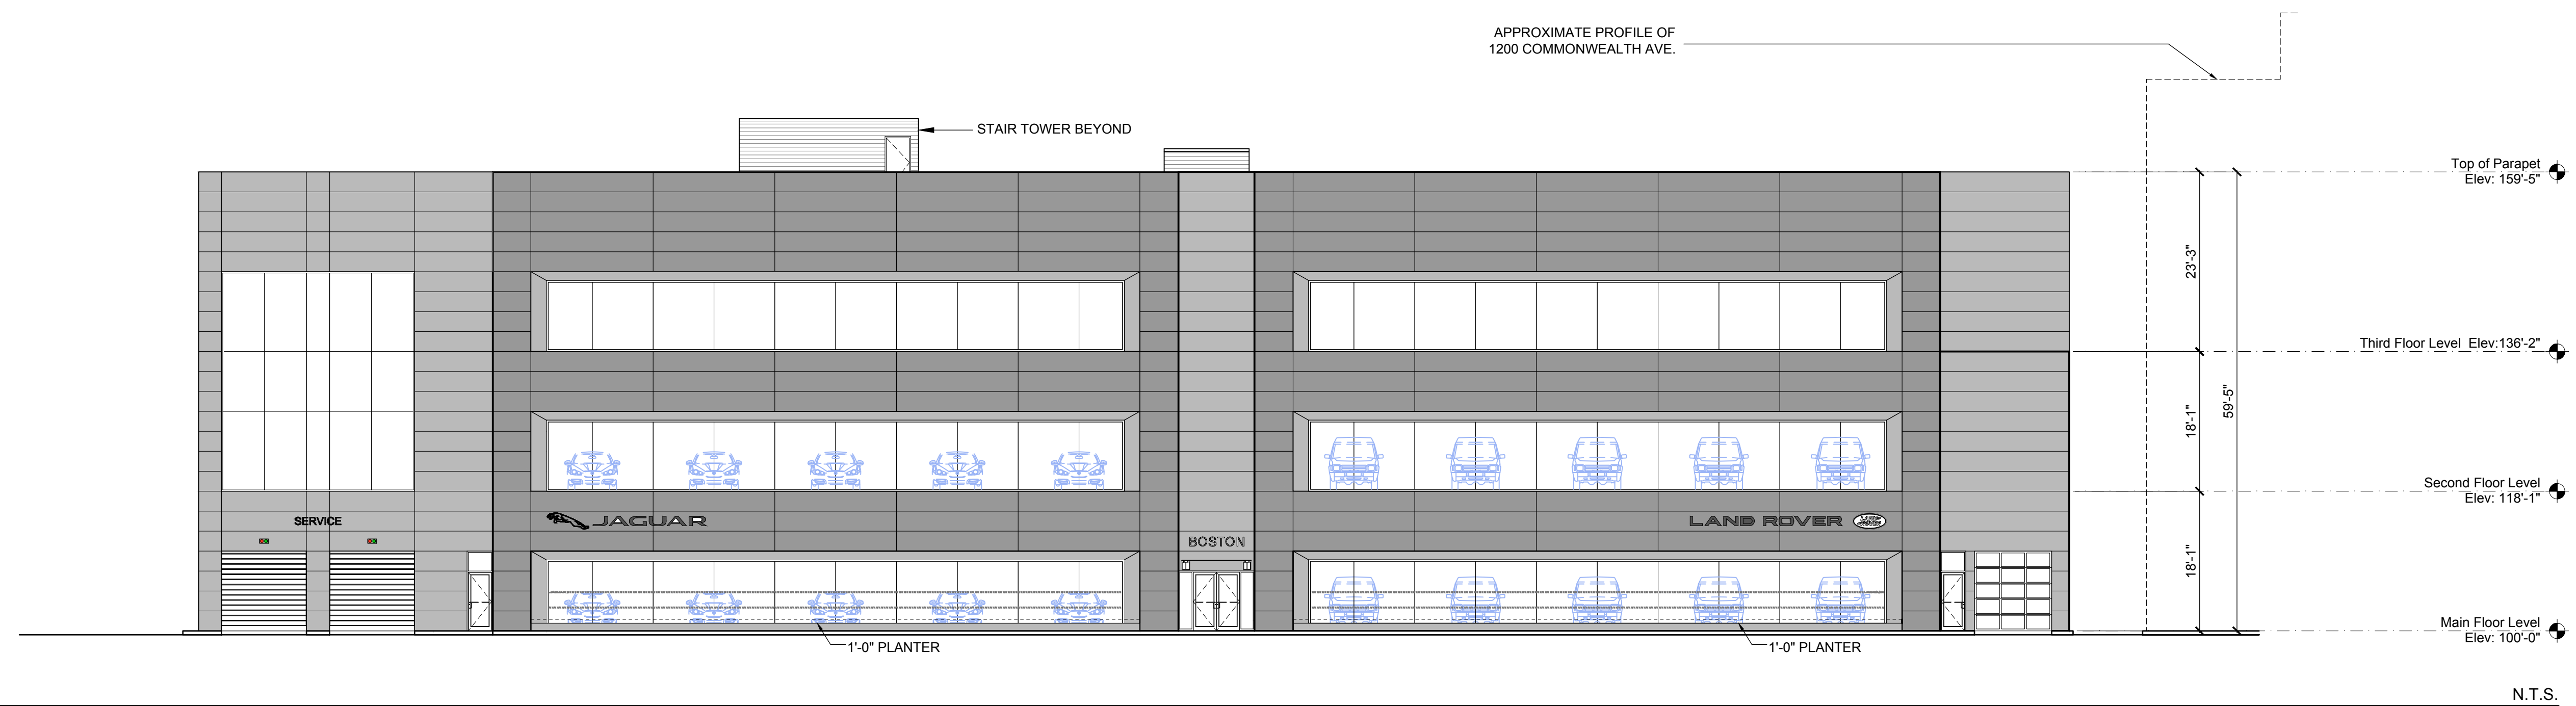 APPROXIMATE PROFILE OF
1200 COMMONWEALTH AVE.
STAIR TOWER BEYOND
Top of Parapet
Elev: 159'-5"
23'-3"
Third Floor Level Elev:136'-2"
59'-5"
18'-1"
Second Floor Level
Elev: 118'-1"
SERVICE
JAGUAR
LAND ROVER
LAND ROVER
BOSTON
18'-1"
Main Floor Level
Elev: 100'-0"
1'-0" PLANTER
1'-0" PLANTER
N.T.S.